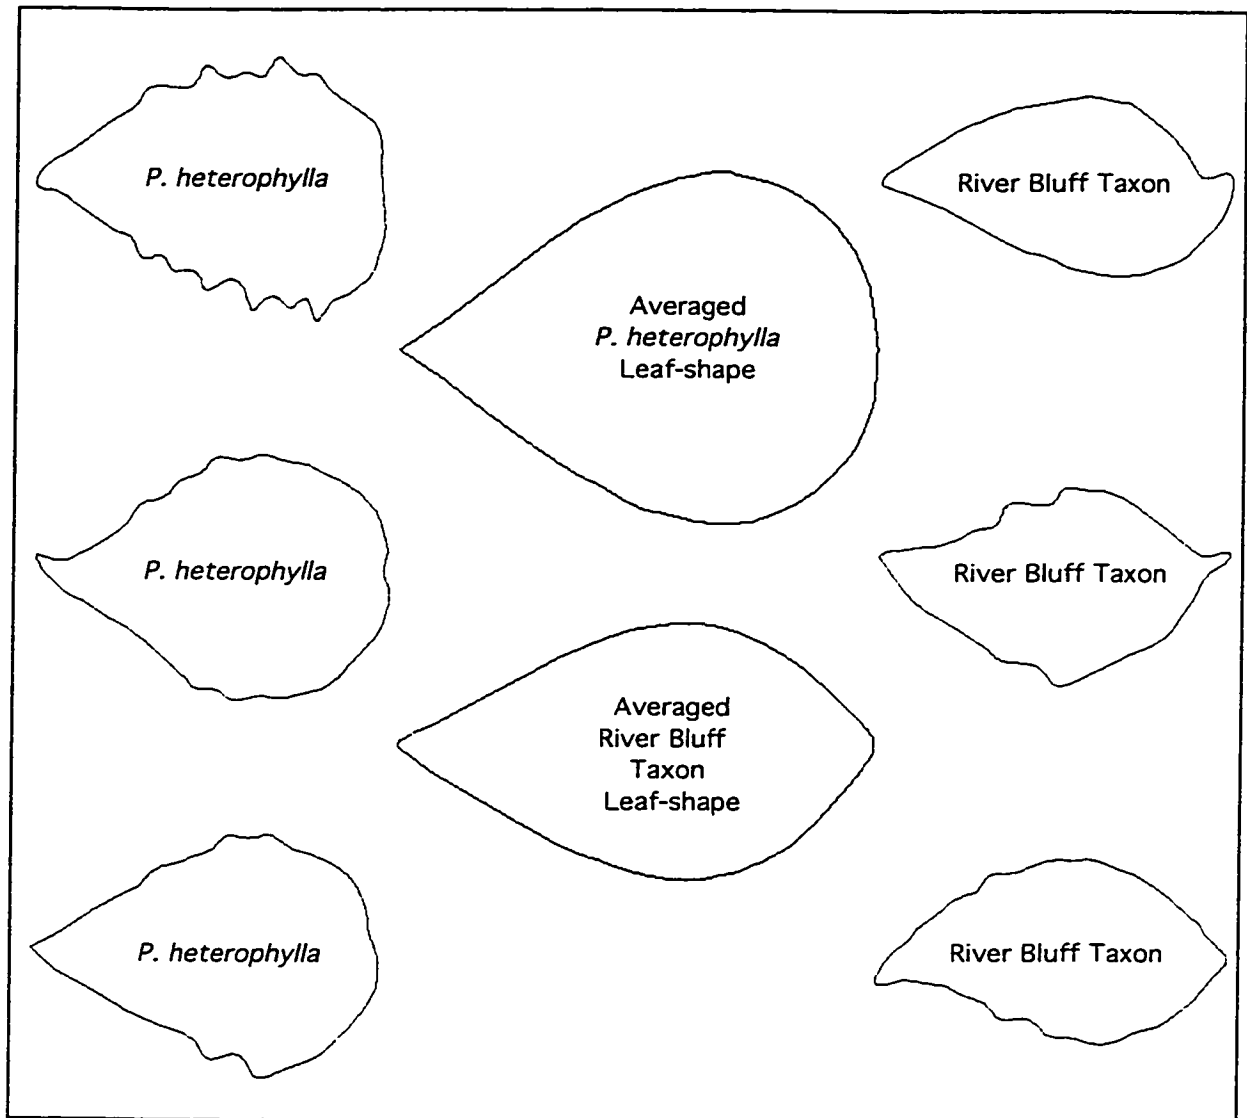 P. heterophylla
River Bluff Taxon
Averaged
P. heterophylla
Leaf-shape
P. heterophylla
River Bluff Taxon
Averaged
River Bluff
Taxon
Leaf-shape
P. heterophylla
River Bluff Taxon